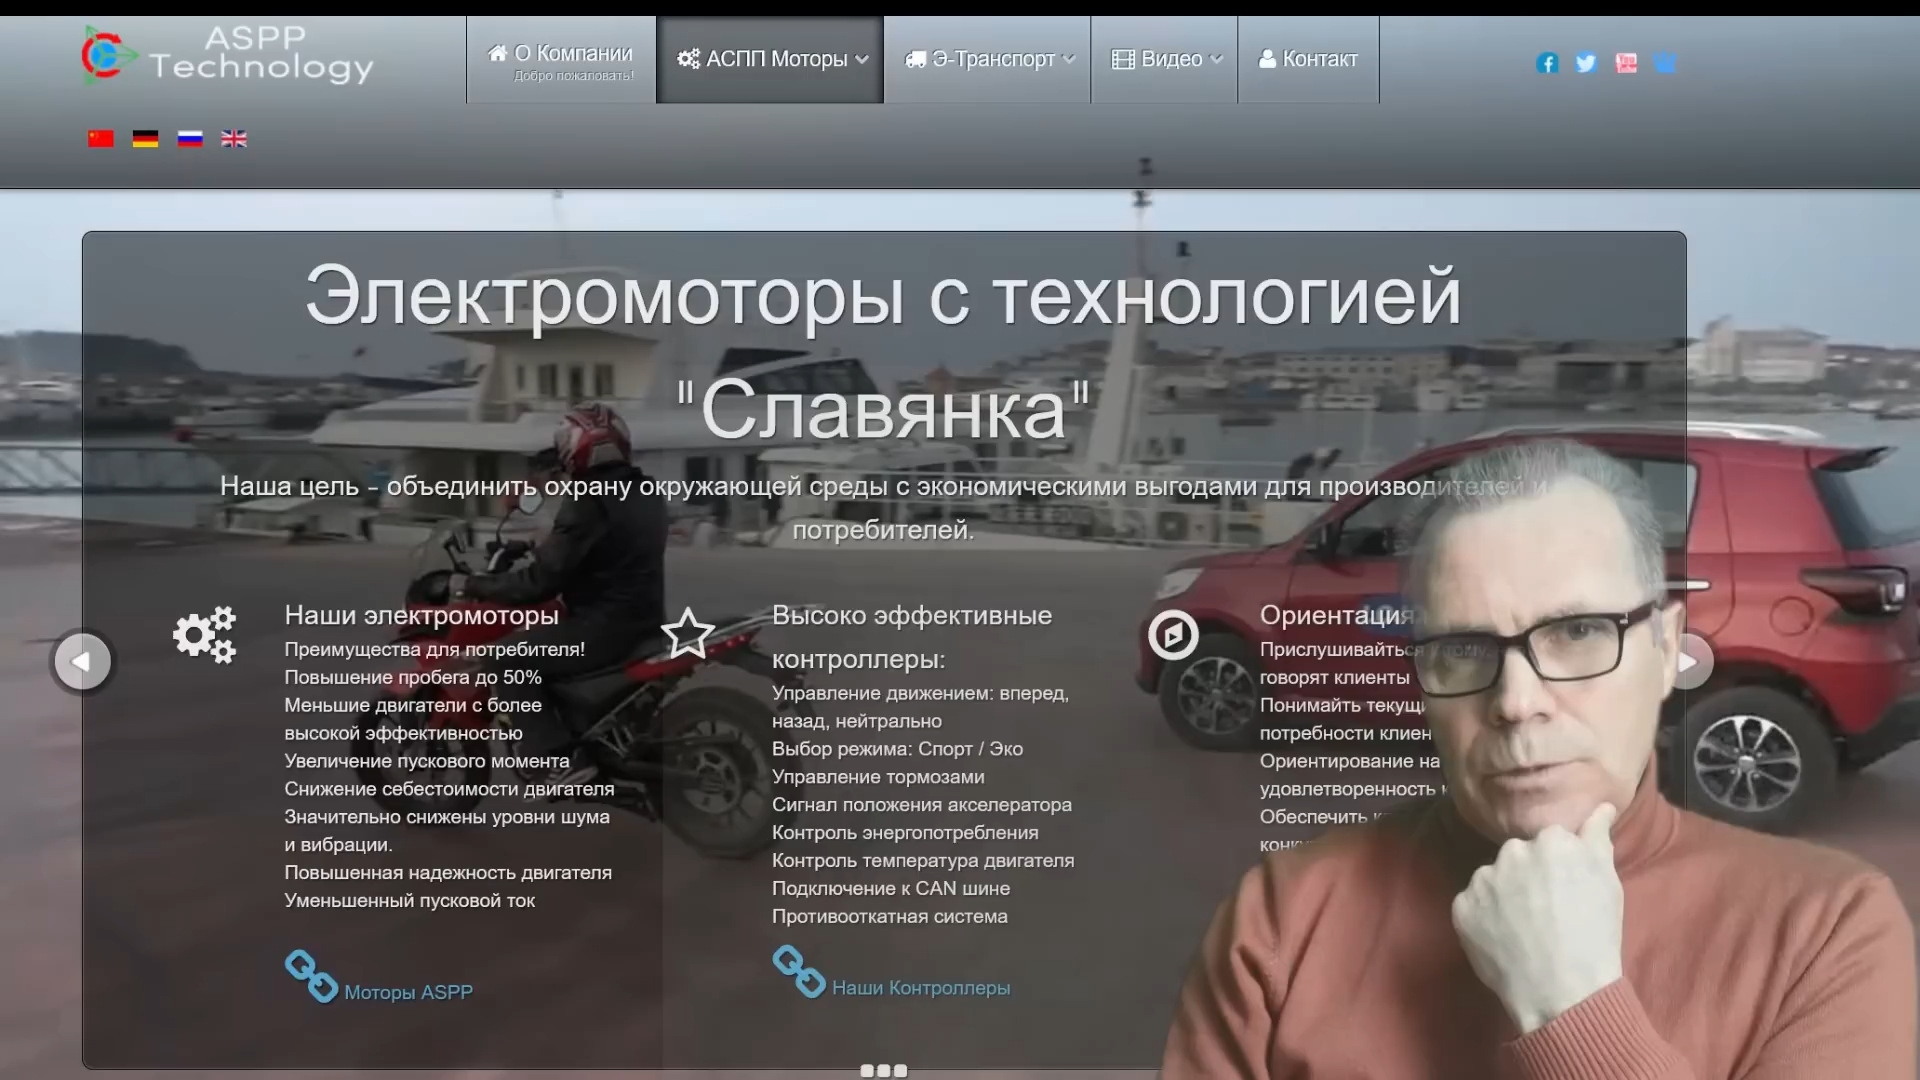 ASPP
Technology
О Компании
Добро пожаловать!
АСПП Моторы
Э-Транспорт
Видео
Контакт
Электромоторы с технологией
"Славянка"
Наша цель - объединить охрану окружающей среды с экономическими выгодами для производителей и
потребителей.
Наши электромоторы
Преимущества для потребителя!
Повышение пробега до 50%
Меньшие двигатели с более
высокой эффективностью
Увеличение пускового момента
Снижение себестоимости двигателя
Значительно снижены уровни шума
и вибрации.
Повышенная надежность двигателя
Уменьшенный пусковой ток
Моторы ASPP
Высоко эффективные
контроллеры:
Управление движением: вперед,
назад, нейтрально
Выбор режима: Спорт / Эко
Управление тормозами
Сигнал положения акселератора
Контроль энергопотребления
Контроль температура двигателя
Подключение к CAN шине
Противооткатная система
Наши Контроллеры
Ориентация
Прислушивайтесь к тому,
говорят клиенты
Понимайть
потребности
Ориентирование на
удовлетворенность
Обеспечить